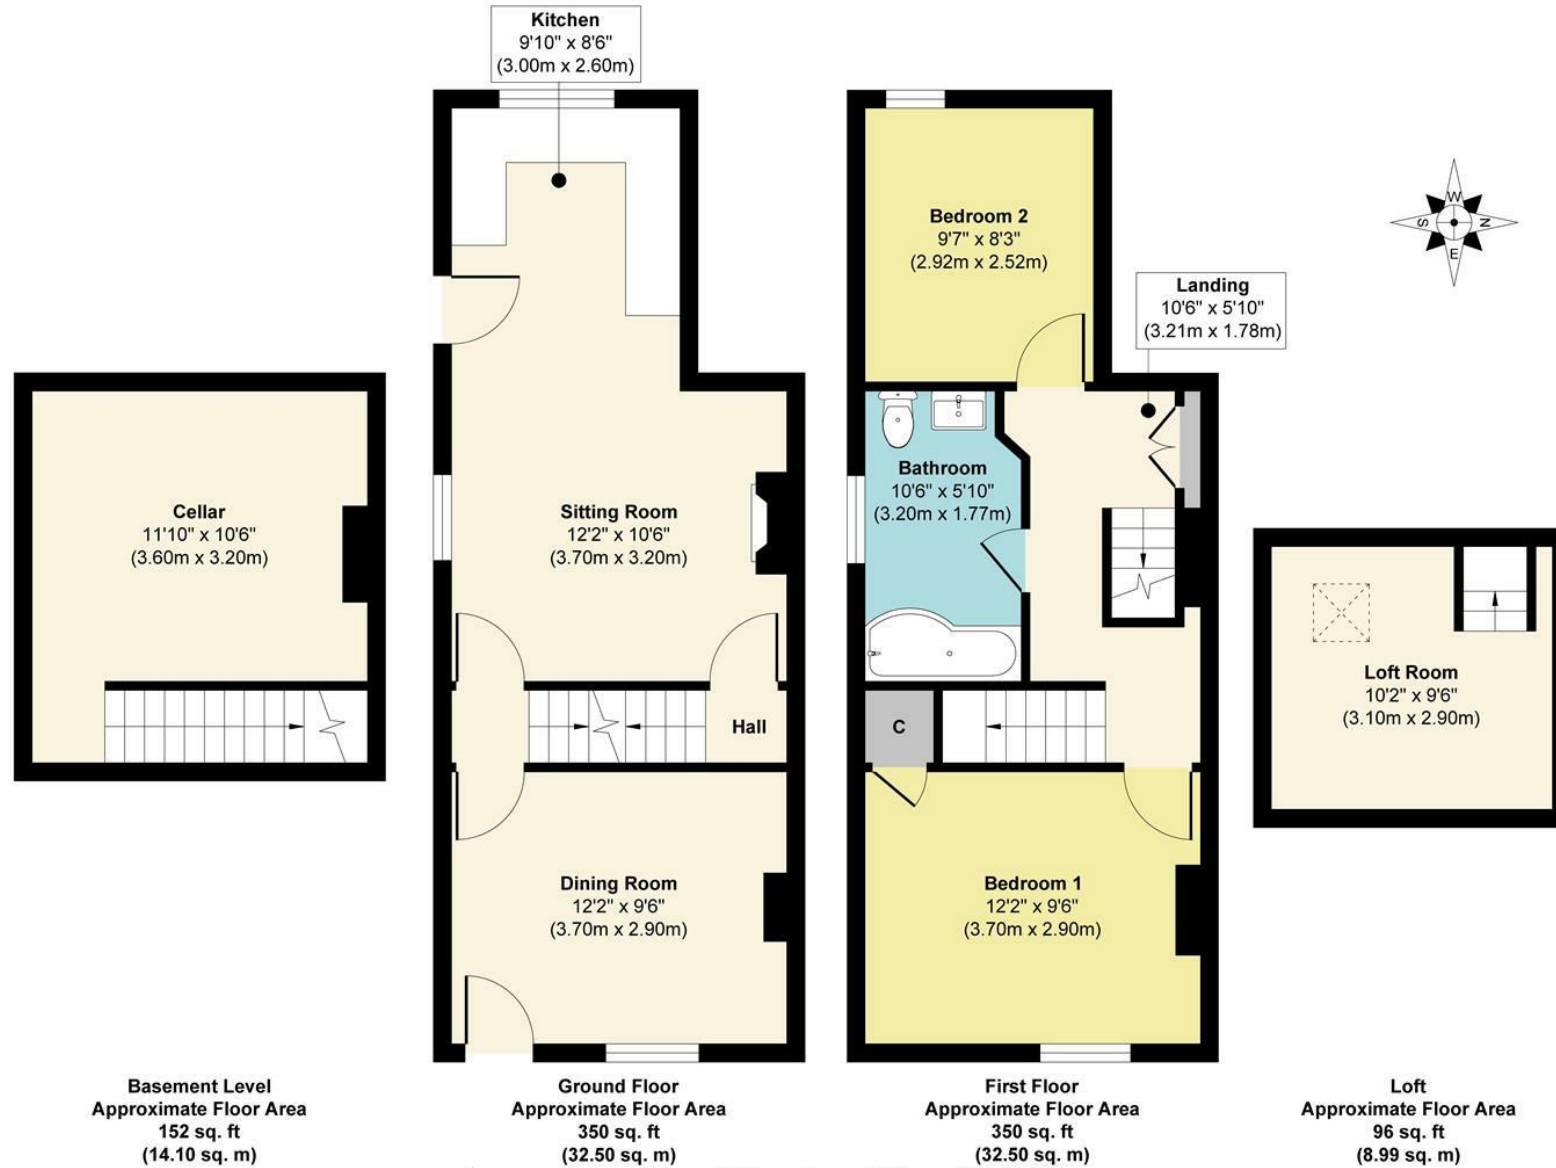 Kitchen
9'10" x 8'6"
(3.00m x 2.60m)
Bedroom 2
9'7" x 8'3"
(2.92m x 2.52m)
W
S
N
E
Landing
10'6" x 5'10"
(3.21m x 1.78m)
Cellar
11'10" x 10'6"
(3.60m x 3.20m)
Sitting Room
12'2" x 10'6"
(3.70m x 3.20m)
Bathroom
10'6" x 5'10"
(3.20m x 1.77m)
Hall
C
Loft Room
10'2" x 9'6"
(3.10m x 2.90m)
Dining Room
12'2" x 9'6"
(3.70m x 2.90m)
Bedroom 1
12'2" x 9'6"
(3.70m x 2.90m)
Basement Level
Approximate Floor Area
152 sq. ft
(14.10 sq. m)
Ground Floor
Approximate Floor Area
350 sq. ft
(32.50 sq. m)
First Floor
Approximate Floor Area
350 sq. ft
(32.50 sq. m)
Loft
Approximate Floor Area
96 sq. ft
(8.99 sq. m)